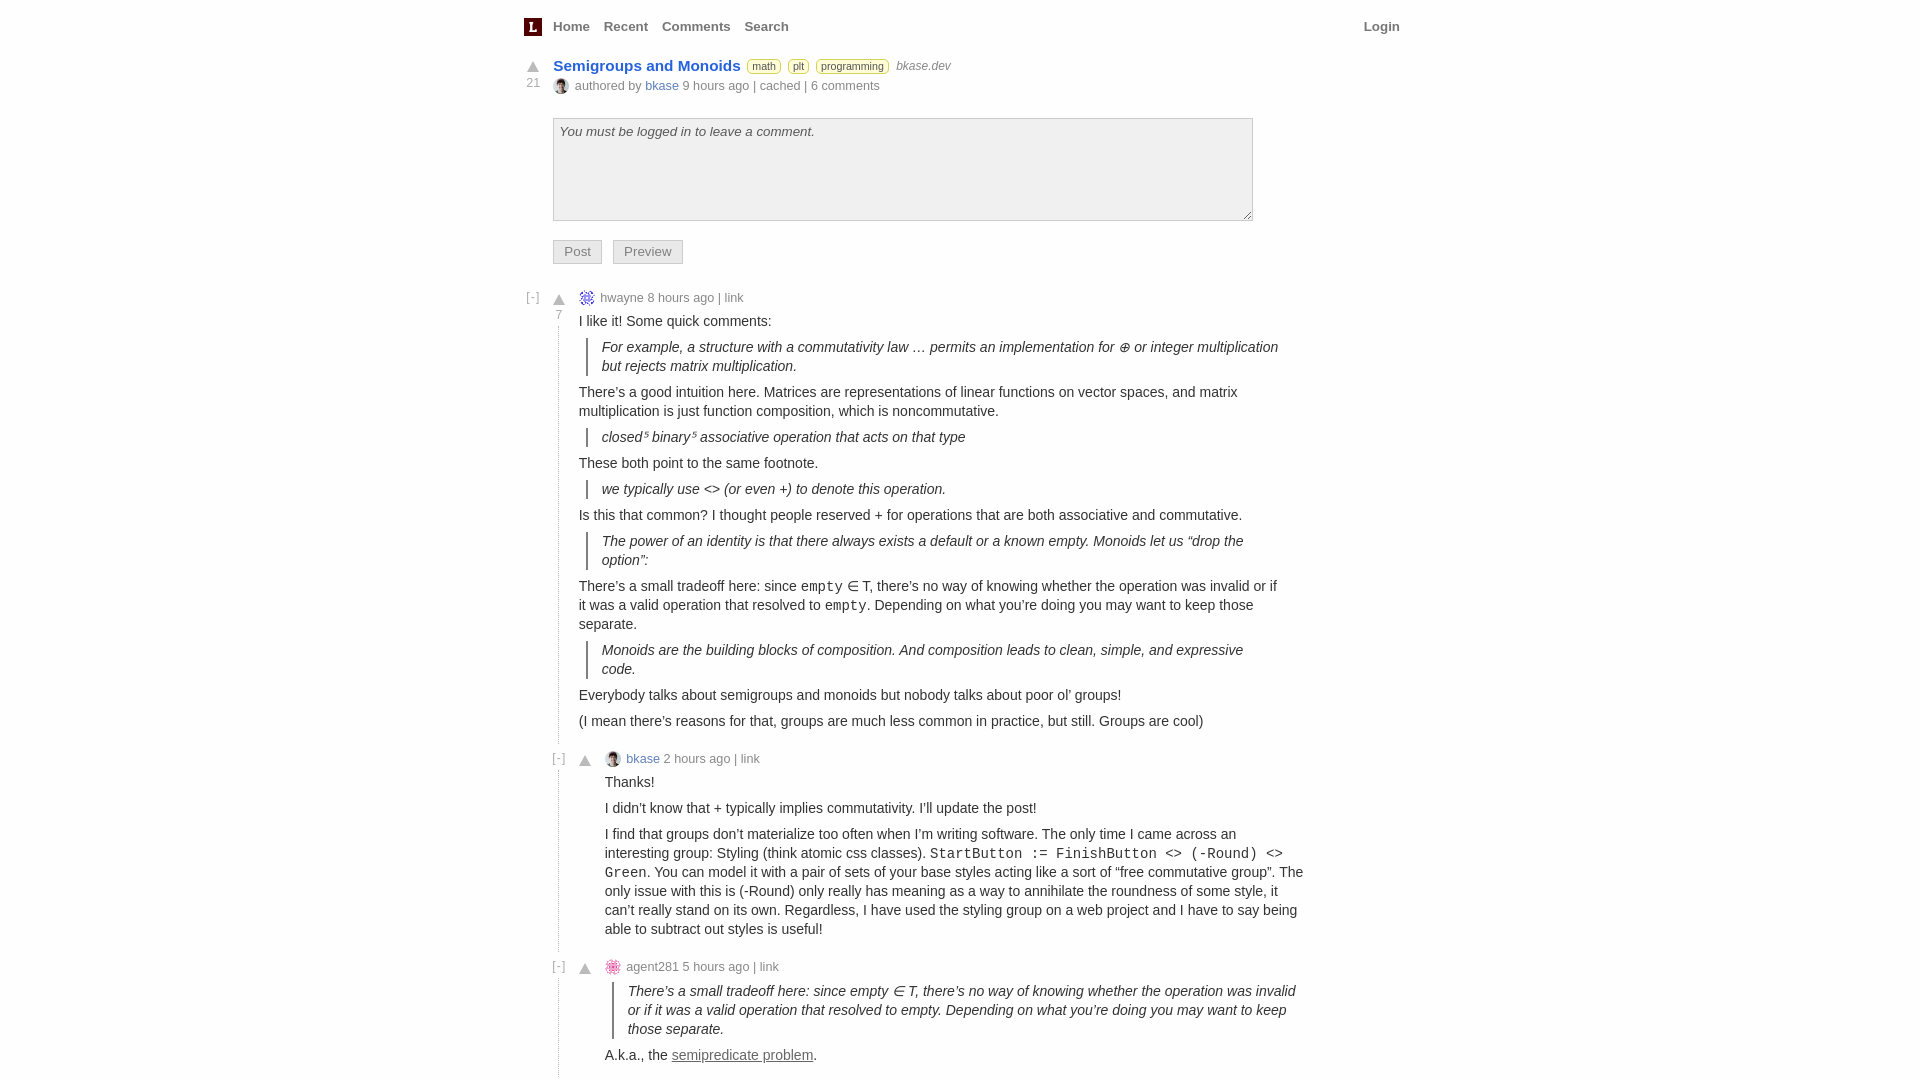 L Home Recent Comments Search Login
Semigroups and Monoids math plt programming bkase.dev
21
authored by bkase 9 hours ago | cached | 6 comments
You must be logged in to leave a comment.
Post Preview
[-] hwayne 8 hours ago | link
7
I like it! Some quick comments:
For example, a structure with a commutativity law … permits an implementation for ⊕ or integer multiplication
but rejects matrix multiplication.
There’s a good intuition here. Matrices are representations of linear functions on vector spaces, and matrix
multiplication is just function composition, which is noncommutative.
closed⁵ binary⁵ associative operation that acts on that type
These both point to the same footnote.
we typically use <> (or even +) to denote this operation.
Is this that common? I thought people reserved + for operations that are both associative and commutative.
The power of an identity is that there always exists a default or a known empty. Monoids let us “drop the
option”:
There’s a small tradeoff here: since empty ∈ T, there’s no way of knowing whether the operation was invalid or if
it was a valid operation that resolved to empty. Depending on what you’re doing you may want to keep those
separate.
Monoids are the building blocks of composition. And composition leads to clean, simple, and expressive
code.
Everybody talks about semigroups and monoids but nobody talks about poor ol’ groups!
(I mean there’s reasons for that, groups are much less common in practice, but still. Groups are cool)
[-] bkase 2 hours ago | link
Thanks!
I didn’t know that + typically implies commutativity. I’ll update the post!
I find that groups don’t materialize too often when I’m writing software. The only time I came across an
interesting group: Styling (think atomic css classes). StartButton := FinishButton <> (-Round) <>
Green. You can model it with a pair of sets of your base styles acting like a sort of “free commutative group”. The
only issue with this is (-Round) only really has meaning as a way to annihilate the roundness of some style, it
can’t really stand on its own. Regardless, I have used the styling group on a web project and I have to say being
able to subtract out styles is useful!
[-] agent281 5 hours ago | link
There’s a small tradeoff here: since empty ∈ T, there’s no way of knowing whether the operation was invalid
or if it was a valid operation that resolved to empty. Depending on what you’re doing you may want to keep
those separate.
A.k.a., the semipredicate problem.